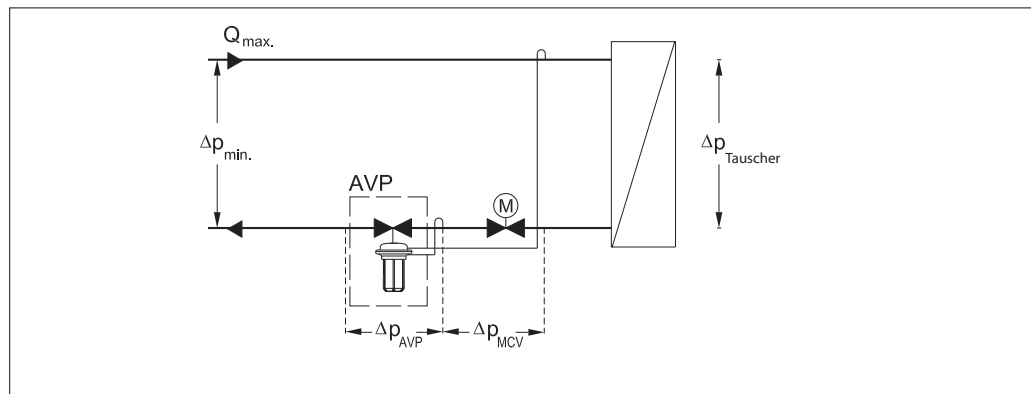 Qmax.
Δpmin.
ΔpTauscher
AVP
M
ΔpAVP
ΔpMCV